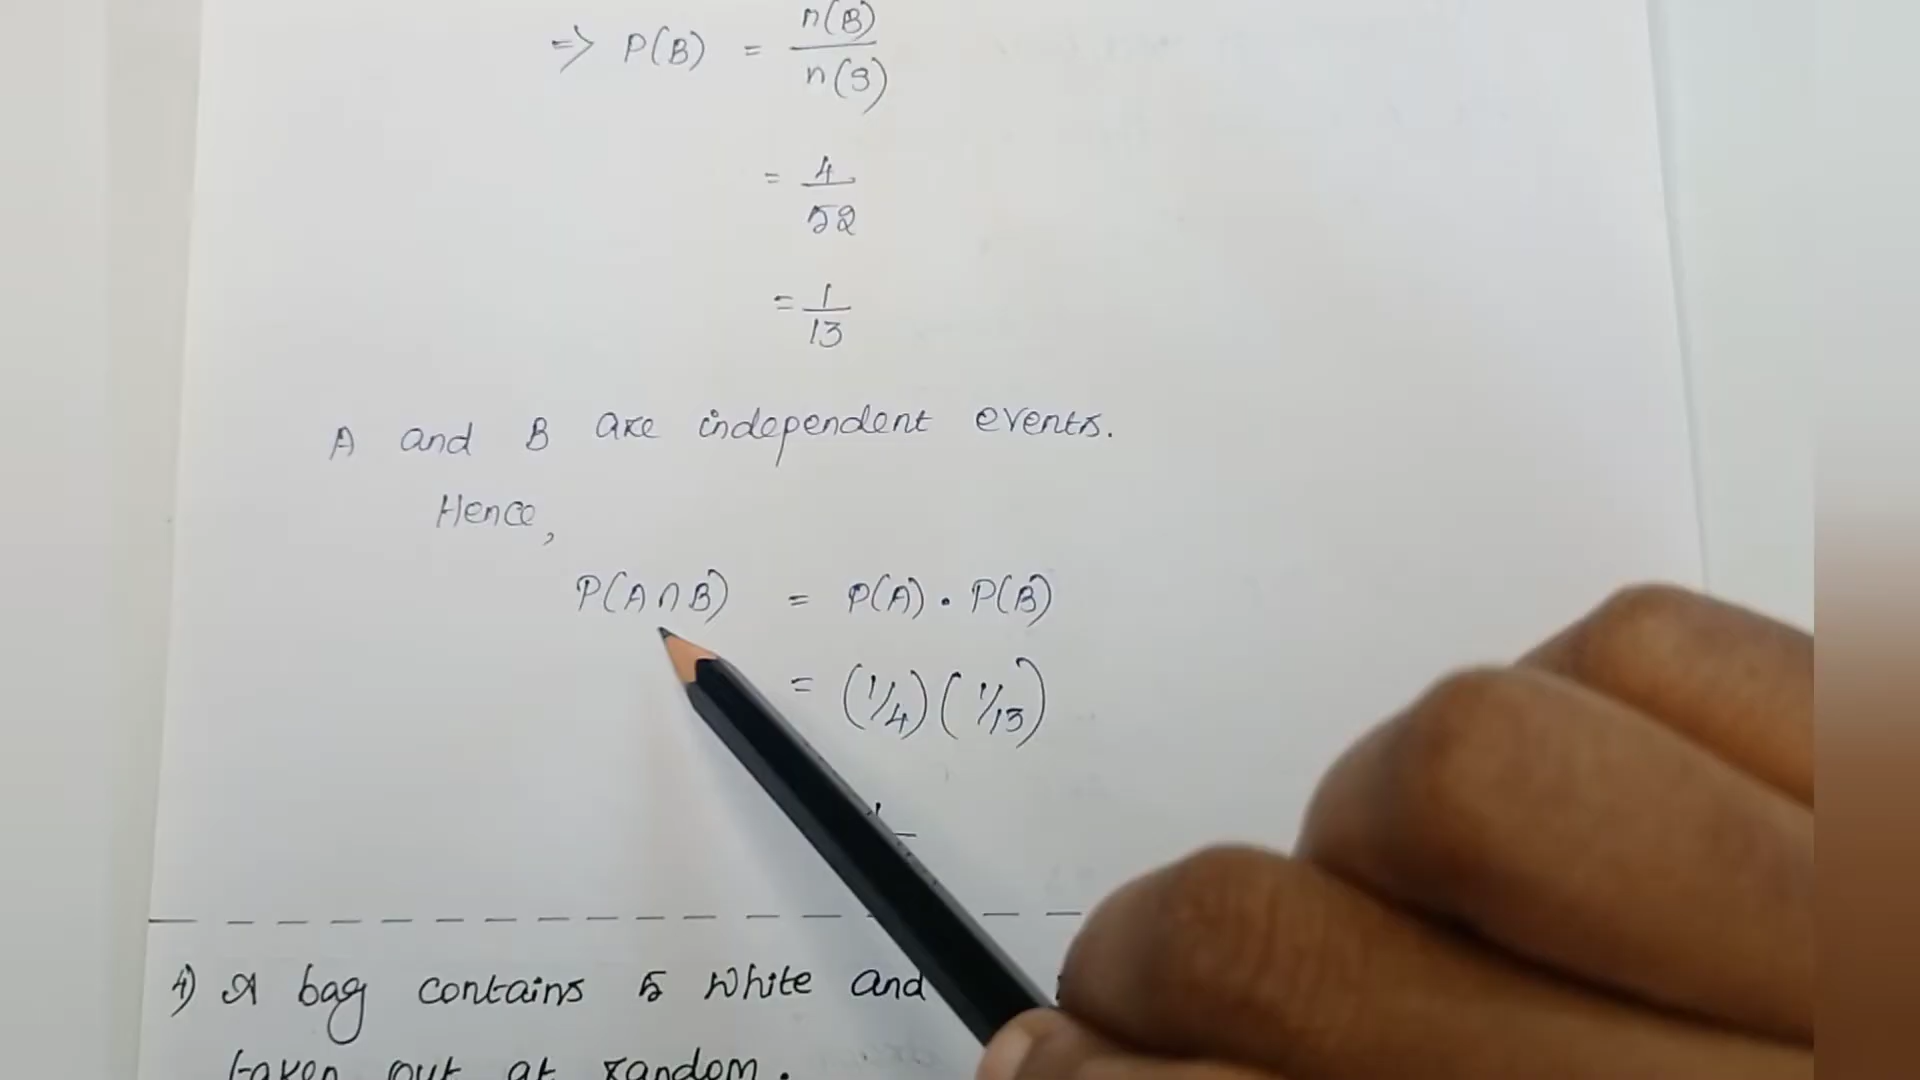 => P(B) = n(B)/n(S)
= 4/52
= 1/13
A and B are independent events.
Hence,
P(A∩B) = P(A) . P(B)
= (1/4)(1/13)
4) A bag contains 5 white and
taken out at random.